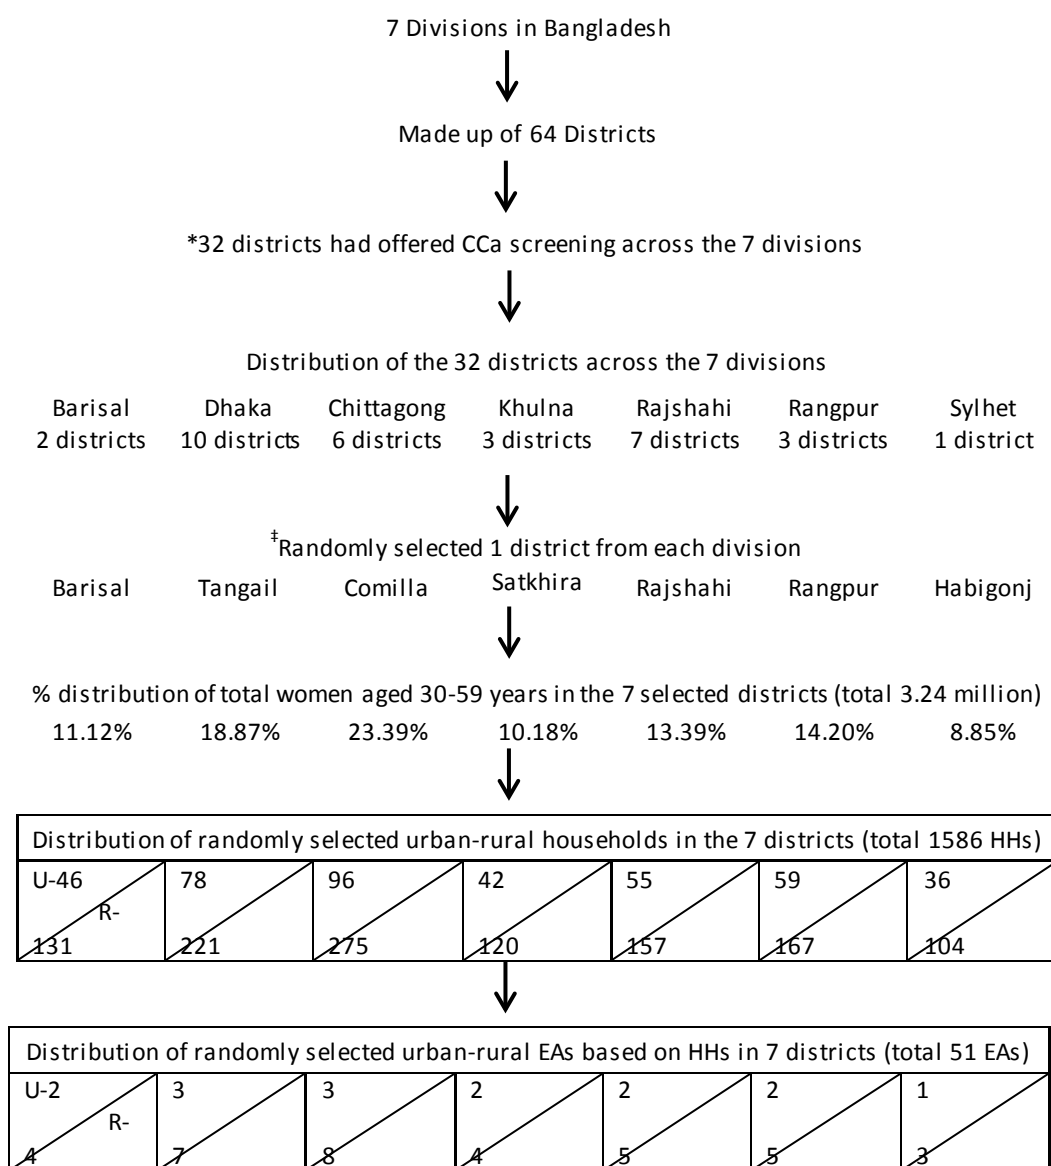 7 Divisions in Bangladesh
Made up of 64 Districts
*32 districts had offered CCa screening across the 7 divisions
Distribution of the 32 districts across the 7 divisions
Barisal Dhaka Chittagong Khulna Rajshahi Rangpur Sylhet
2 districts 10 districts 6 districts 3 districts 7 districts 3 districts 1 district
‡Randomly selected 1 district from each division
Barisal Tangail Comilla Satkhira Rajshahi Rangpur Habigonj
% distribution of total women aged 30-59 years in the 7 selected districts (total 3.24 million)
11.12% 18.87% 23.39% 10.18% 13.39% 14.20% 8.85%
Distribution of randomly selected urban-rural households in the 7 districts (total 1586 HHs)
U-46 78 96 42 55 59 36
R-
131 221 275 120 157 167 104
Distribution of randomly selected urban-rural EAs based on HHs in 7 districts (total 51 EAs)
U-2 3 3 2 2 2 1
R-
4 7 8 4 5 5 3